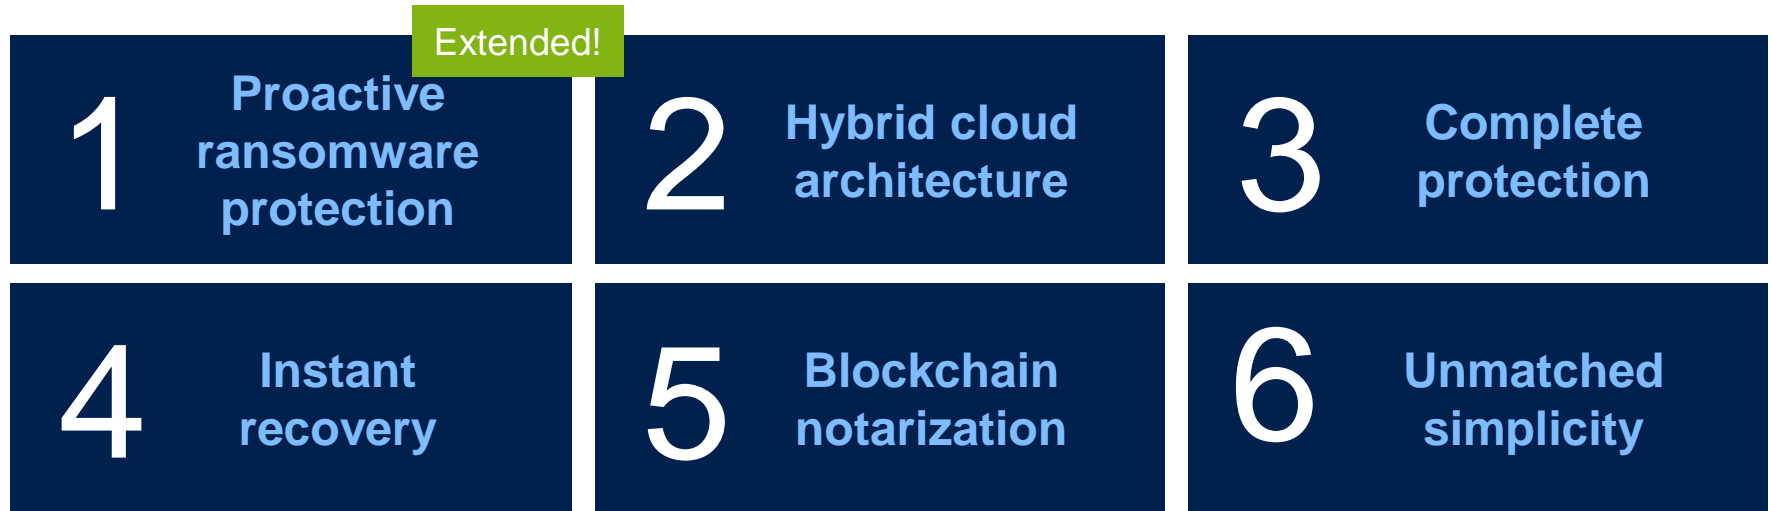 Extended!
1
Proactive
ransomware
protection
2
Hybrid cloud
architecture
3
Complete
protection
4
Instant
recovery
5
Blockchain
notarization
6
Unmatched
simplicity